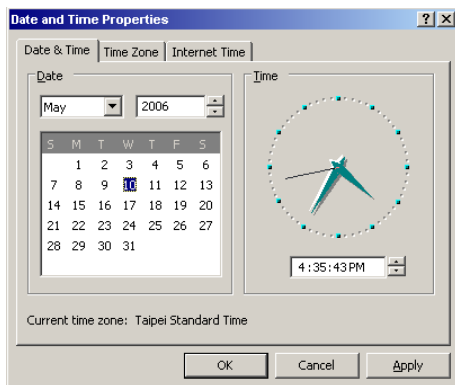 Date and Time Properties
Date & Time Time Zone Internet Time
Date
May 2006
S M T W T F S
1 2 3 4 5 6
7 8 9 10 11 12 13
14 15 16 17 18 19 20
21 22 23 24 25 26 27
28 29 30 31
Time
4:35:43 PM
Current time zone: Taipei Standard Time
OK Cancel Apply